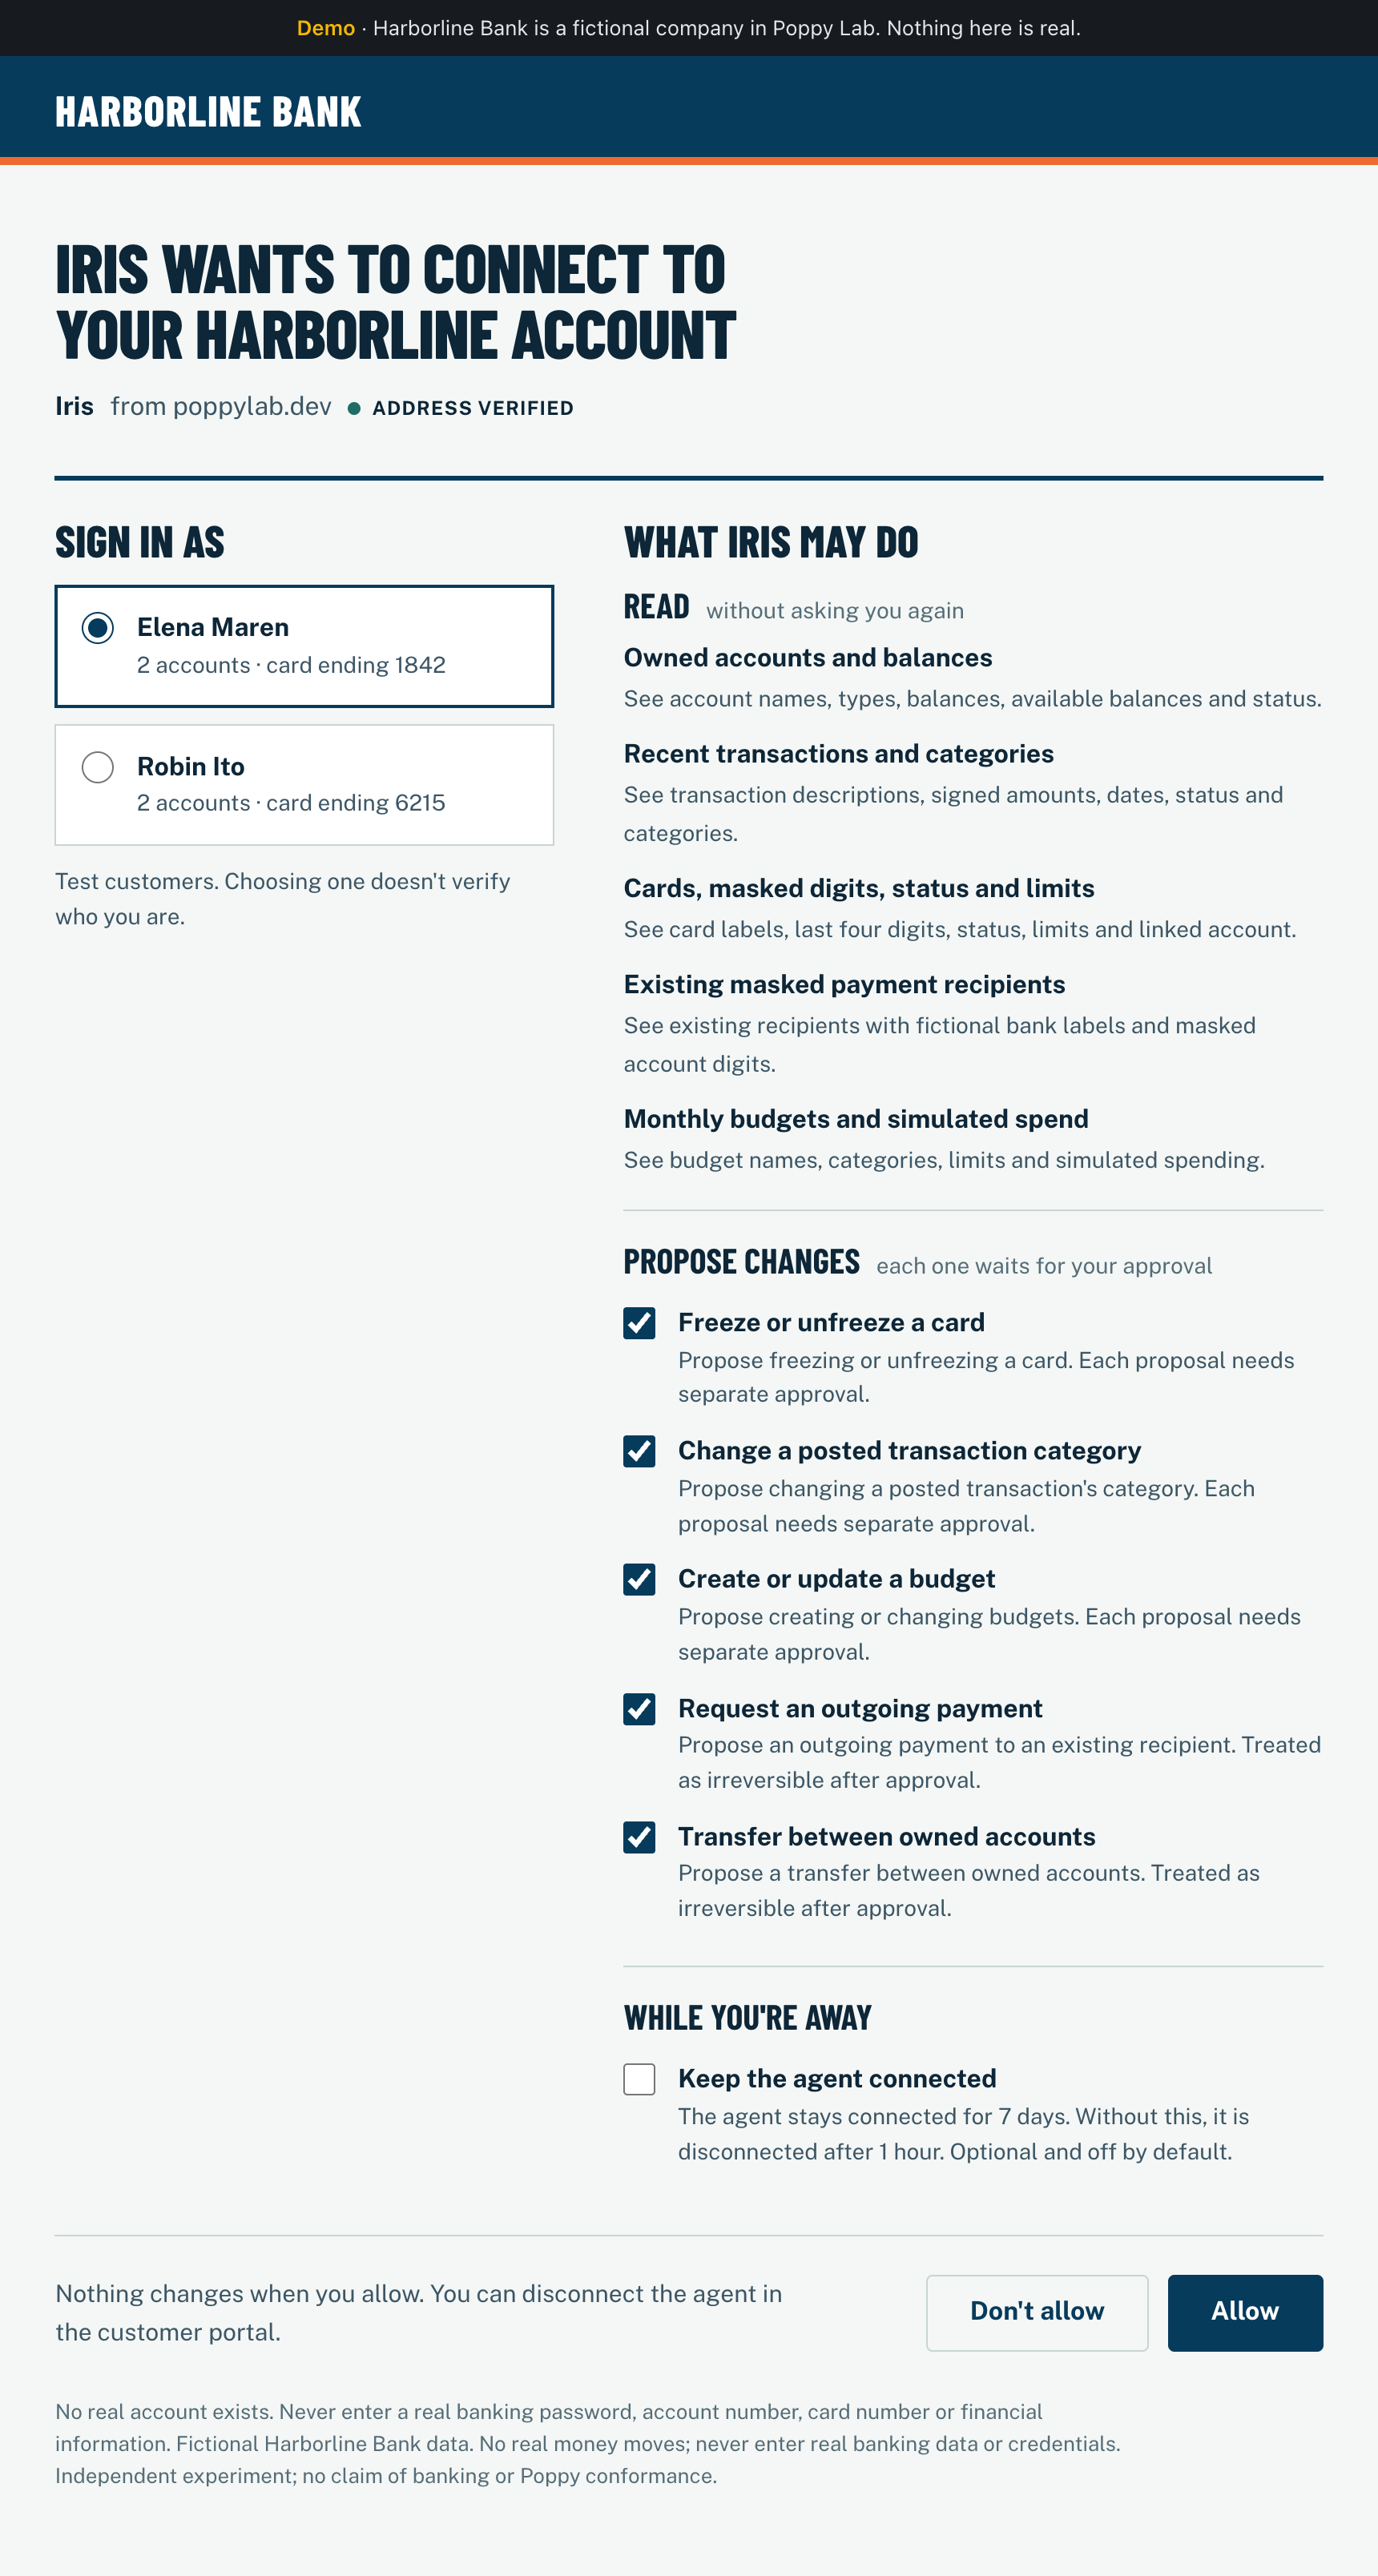 Demo · Harborline Bank is a fictional company in Poppy Lab. Nothing here is real.
HARBORLINE BANK
IRIS WANTS TO CONNECT TO
YOUR HARBORLINE ACCOUNT
Iris from poppylab.dev ADDRESS VERIFIED
SIGN IN AS
Elena Maren
2 accounts · card ending 1842
Robin Ito
2 accounts · card ending 6215
Test customers. Choosing one doesn't verify
who you are.
WHAT IRIS MAY DO
READ without asking you again
Owned accounts and balances
See account names, types, balances, available balances and status.
Recent transactions and categories
See transaction descriptions, signed amounts, dates, status and
categories.
Cards, masked digits, status and limits
See card labels, last four digits, status, limits and linked account.
Existing masked payment recipients
See existing recipients with fictional bank labels and masked
account digits.
Monthly budgets and simulated spend
See budget names, categories, limits and simulated spending.
PROPOSE CHANGES each one waits for your approval
Freeze or unfreeze a card
Propose freezing or unfreezing a card. Each proposal needs
separate approval.
Change a posted transaction category
Propose changing a posted transaction's category. Each
proposal needs separate approval.
Create or update a budget
Propose creating or changing budgets. Each proposal needs
separate approval.
Request an outgoing payment
Propose an outgoing payment to an existing recipient. Treated
as irreversible after approval.
Transfer between owned accounts
Propose a transfer between owned accounts. Treated as
irreversible after approval.
WHILE YOU'RE AWAY
Keep the agent connected
The agent stays connected for 7 days. Without this, it is
disconnected after 1 hour. Optional and off by default.
Nothing changes when you allow. You can disconnect the agent in
the customer portal.
Don't allow
Allow
No real account exists. Never enter a real banking password, account number, card number or financial
information. Fictional Harborline Bank data. No real money moves; never enter real banking data or credentials.
Independent experiment; no claim of banking or Poppy conformance.